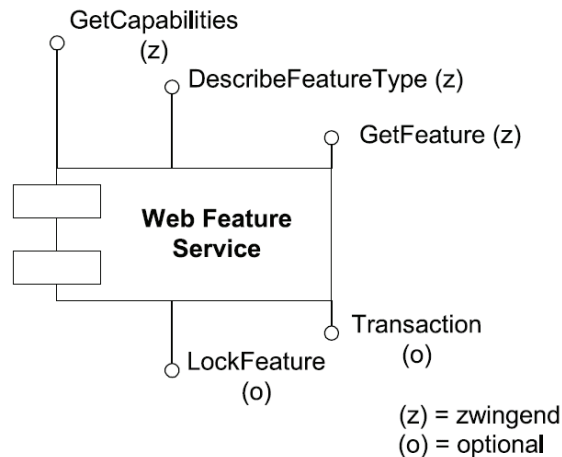 GetCapabilities
(z)
DescribeFeatureType (z)
GetFeature (z)
Web Feature
Service
Transaction
(o)
LockFeature
(o)
(z) = zwingend
(o) = optional